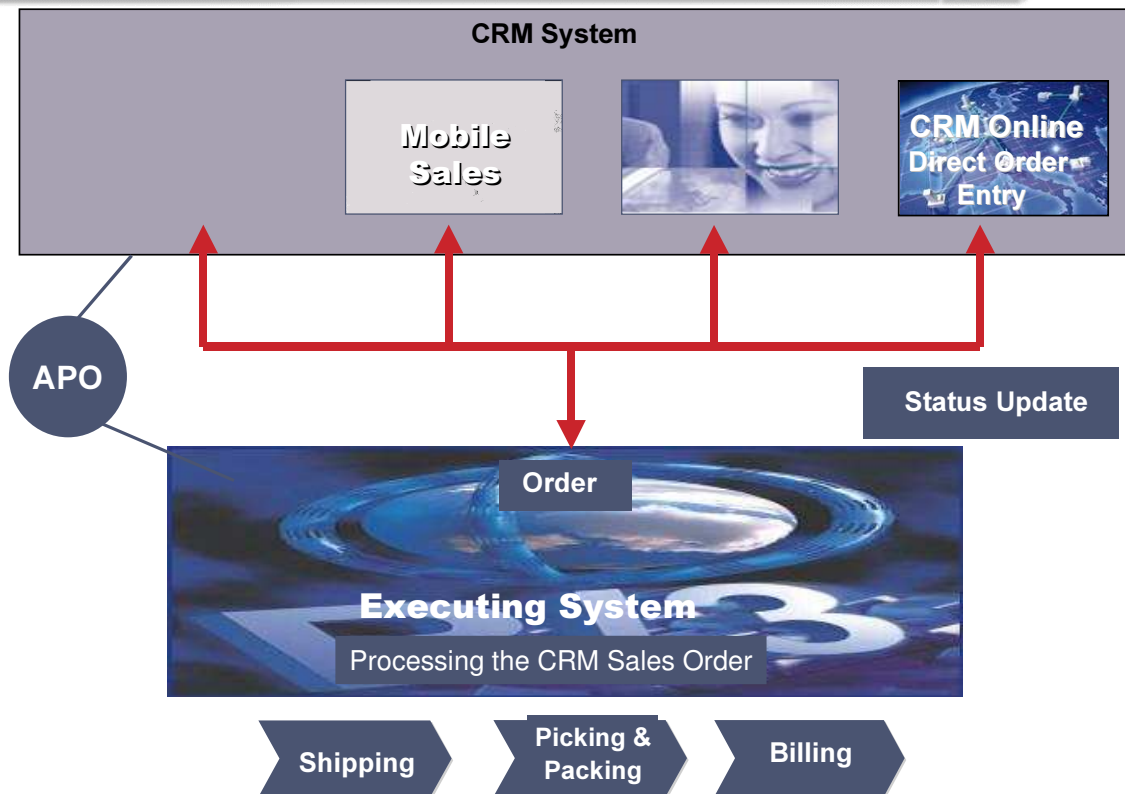 CRM System
Mobile
Sales
CRM Online
Direct Order
Entry
APO
Status Update
Order
R/3
Executing System
Processing the CRM Sales Order
Shipping
Picking &
Packing
Billing